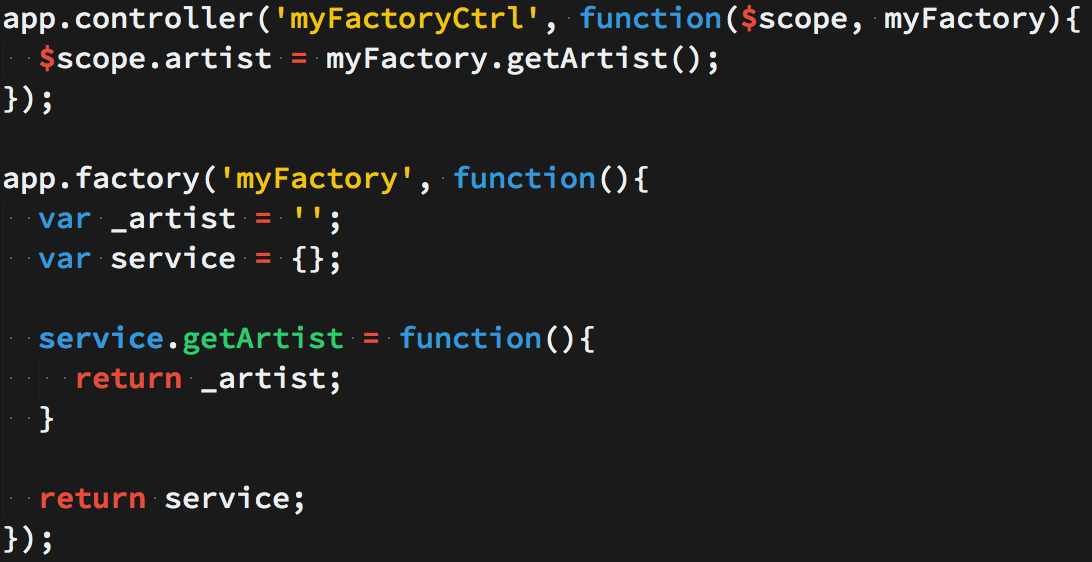 app.controller('myFactoryCtrl', function($scope, myFactory){
  $scope.artist = myFactory.getArtist();
});

app.factory('myFactory', function(){
  var _artist = '';
  var service = {};

  service.getArtist = function(){
    return _artist;
  }

  return service;
});